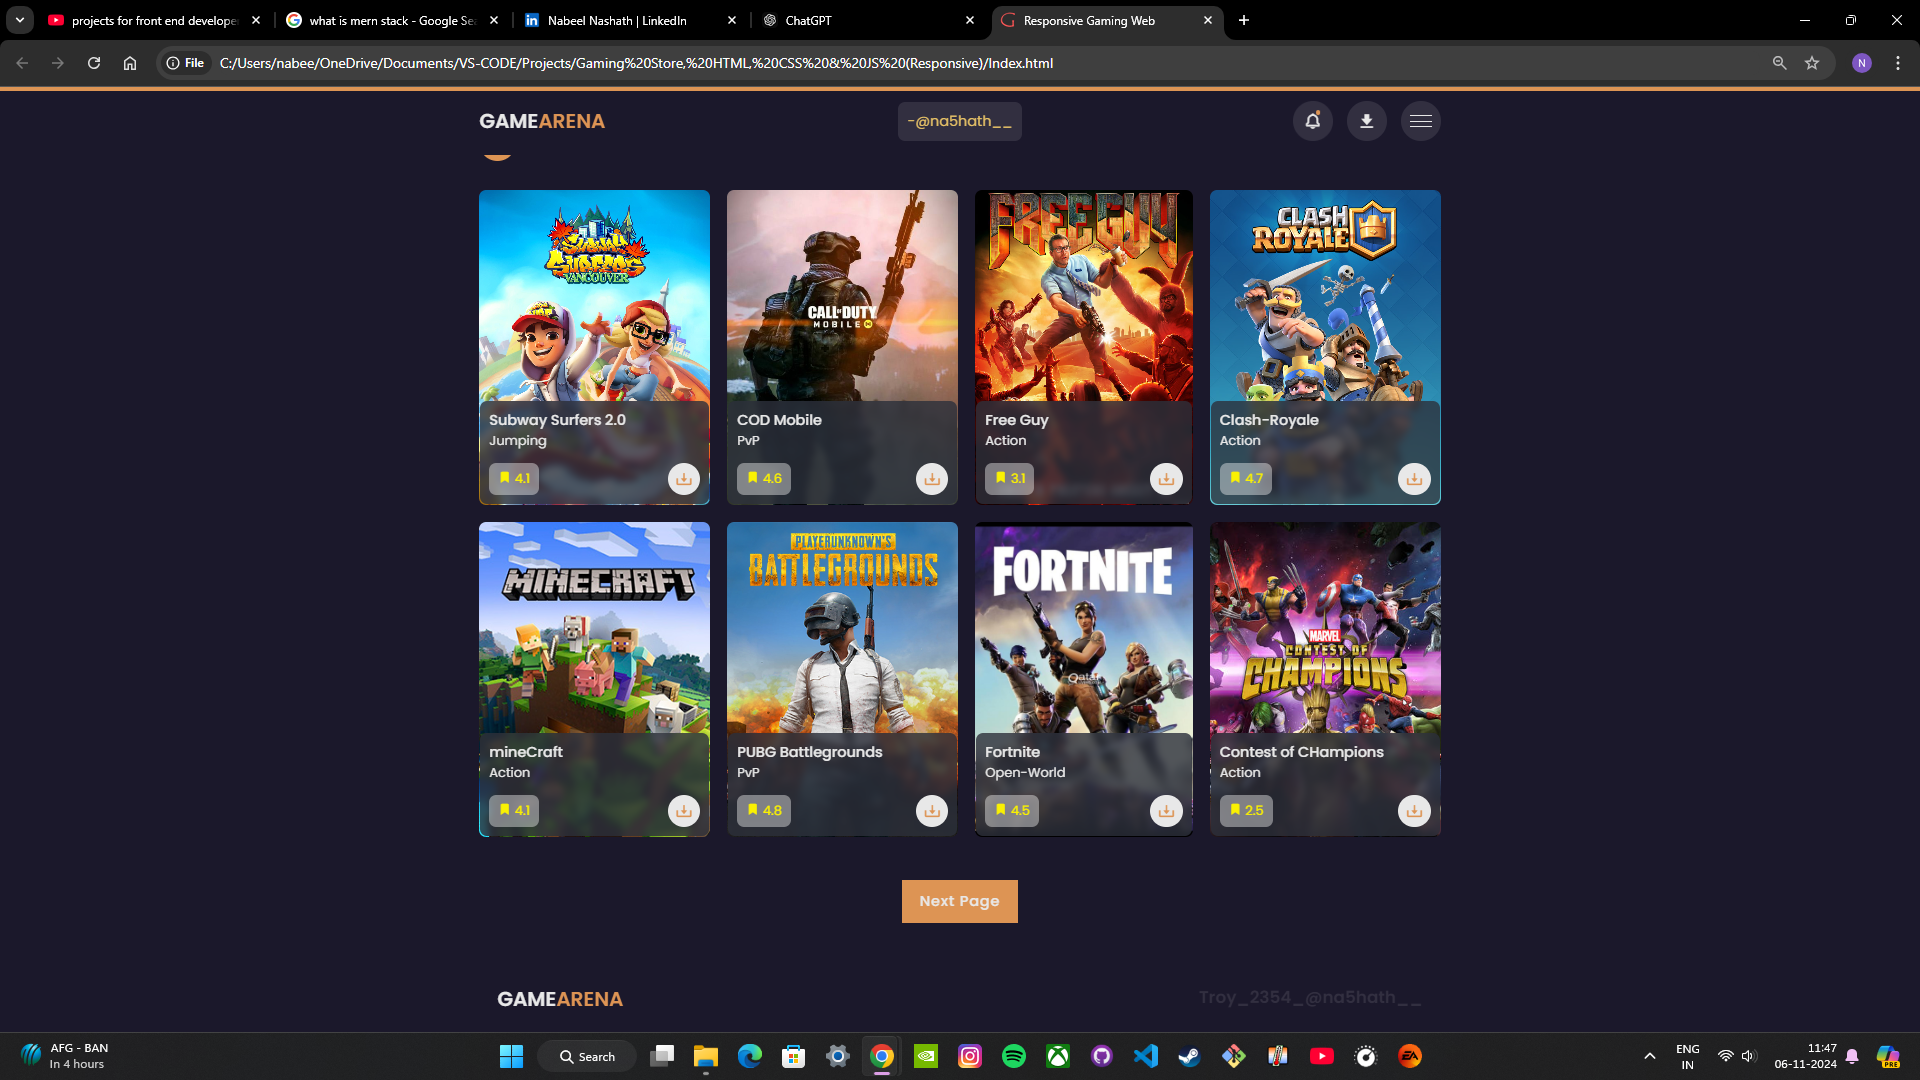 projects for front end develope
what is mern stack - Google Se
Nabeel Nashath | LinkedIn
ChatGPT
Responsive Gaming Web
File
C:/Users/nabee/OneDrive/Documents/VS-CODE/Projects/Gaming%20Store,%20HTML,%20CSS%20&%20JS%20(Responsive)/Index.html
N
GAMEARENA
-@na5hath__
SUBWAY SURFERS VANCOUVER
CALL OF DUTY MOBILE
FREE GUY
CLASH ROYALE
Subway Surfers 2.0
Jumping
4.1
COD Mobile
PvP
4.6
Free Guy
Action
3.1
Clash-Royale
Action
4.7
MINECRAFT
PLAYERUNKNOWN'S BATTLEGROUNDS
FORTNITE
Qatar
MARVEL CONTEST OF CHAMPIONS
mineCraft
Action
4.1
PUBG Battlegrounds
PvP
4.8
Fortnite
Open-World
4.5
Contest of CHampions
Action
2.5
Next Page
GAMEARENA
Troy_2354_@na5hath__
AFG - BAN
In 4 hours
Search
EA
ENG
IN
11:47
06-11-2024
PRE